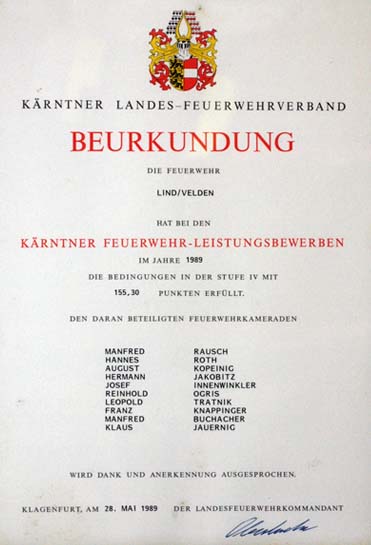 KÄRNTNER LANDES-FEUERWEHRVERBAND
BEURKUNDUNG
DIE FEUERWEHR
LIND/VELDEN
HAT BEI DEN
KÄRNTNER FEUERWEHR-LEISTUNGSBEWERBEN
IM JAHRE 1989
DIE BEDINGUNGEN IN DER STUFE IV MIT
155,30 PUNKTEN ERFÜLLT.
DEN DARAN BETEILIGTEN FEUERWEHRKAMERADEN
MANFRED RAUSCH
HANNES ROTH
AUGUST KOPEINIG
HERMANN JAKOBITZ
JOSEF INNENWINKLER
REINHOLD OGRIS
LEOPOLD TRATNIK
FRANZ KNAPPINGER
MANFRED BUCHACHER
KLAUS JAUERNIG
WIRD DANK UND ANERKENNUNG AUSGESPROCHEN.
KLAGENFURT, AM 28. MAI 1989 DER LANDESFEUERWEHRKOMMANDANT